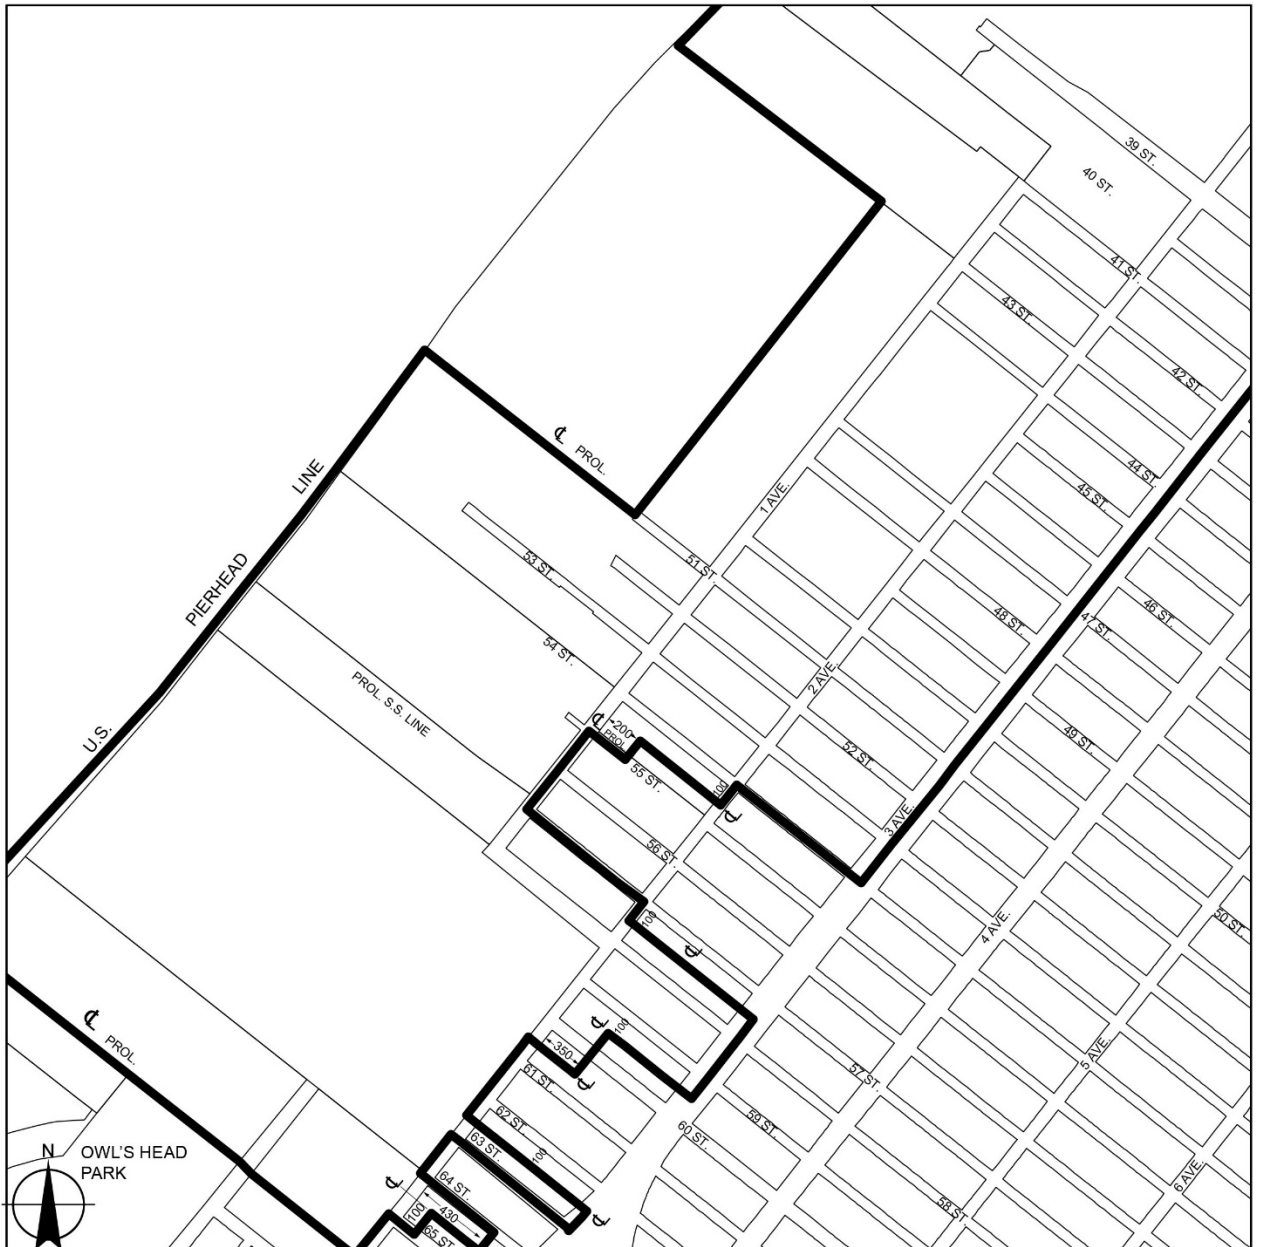 39 ST.
40 ST.
41 ST.
43 ST.
42 ST.
44 ST.
45 ST.
1 AVE.
℄ PROL.
LINE
PIERHEAD
U.S.
53 ST.
51 ST.
54 ST.
46 ST.
47 ST.
48 ST.
2 AVE.
PROL. S.S. LINE
℄
200
PROL.
55 ST.
52 ST.
49 ST.
100
℄
3 AVE.
56 ST.
100
℄
4 AVE.
50 ST.
℄ PROL.
℄
100
350
℄
61 ST.
57 ST.
5 AVE.
62 ST.
59 ST.
60 ST.
63 ST.
100
N
OWL'S HEAD
PARK
64 ST.
℄
100
430
65 ST.
℄
58 ST.
6 AVE.